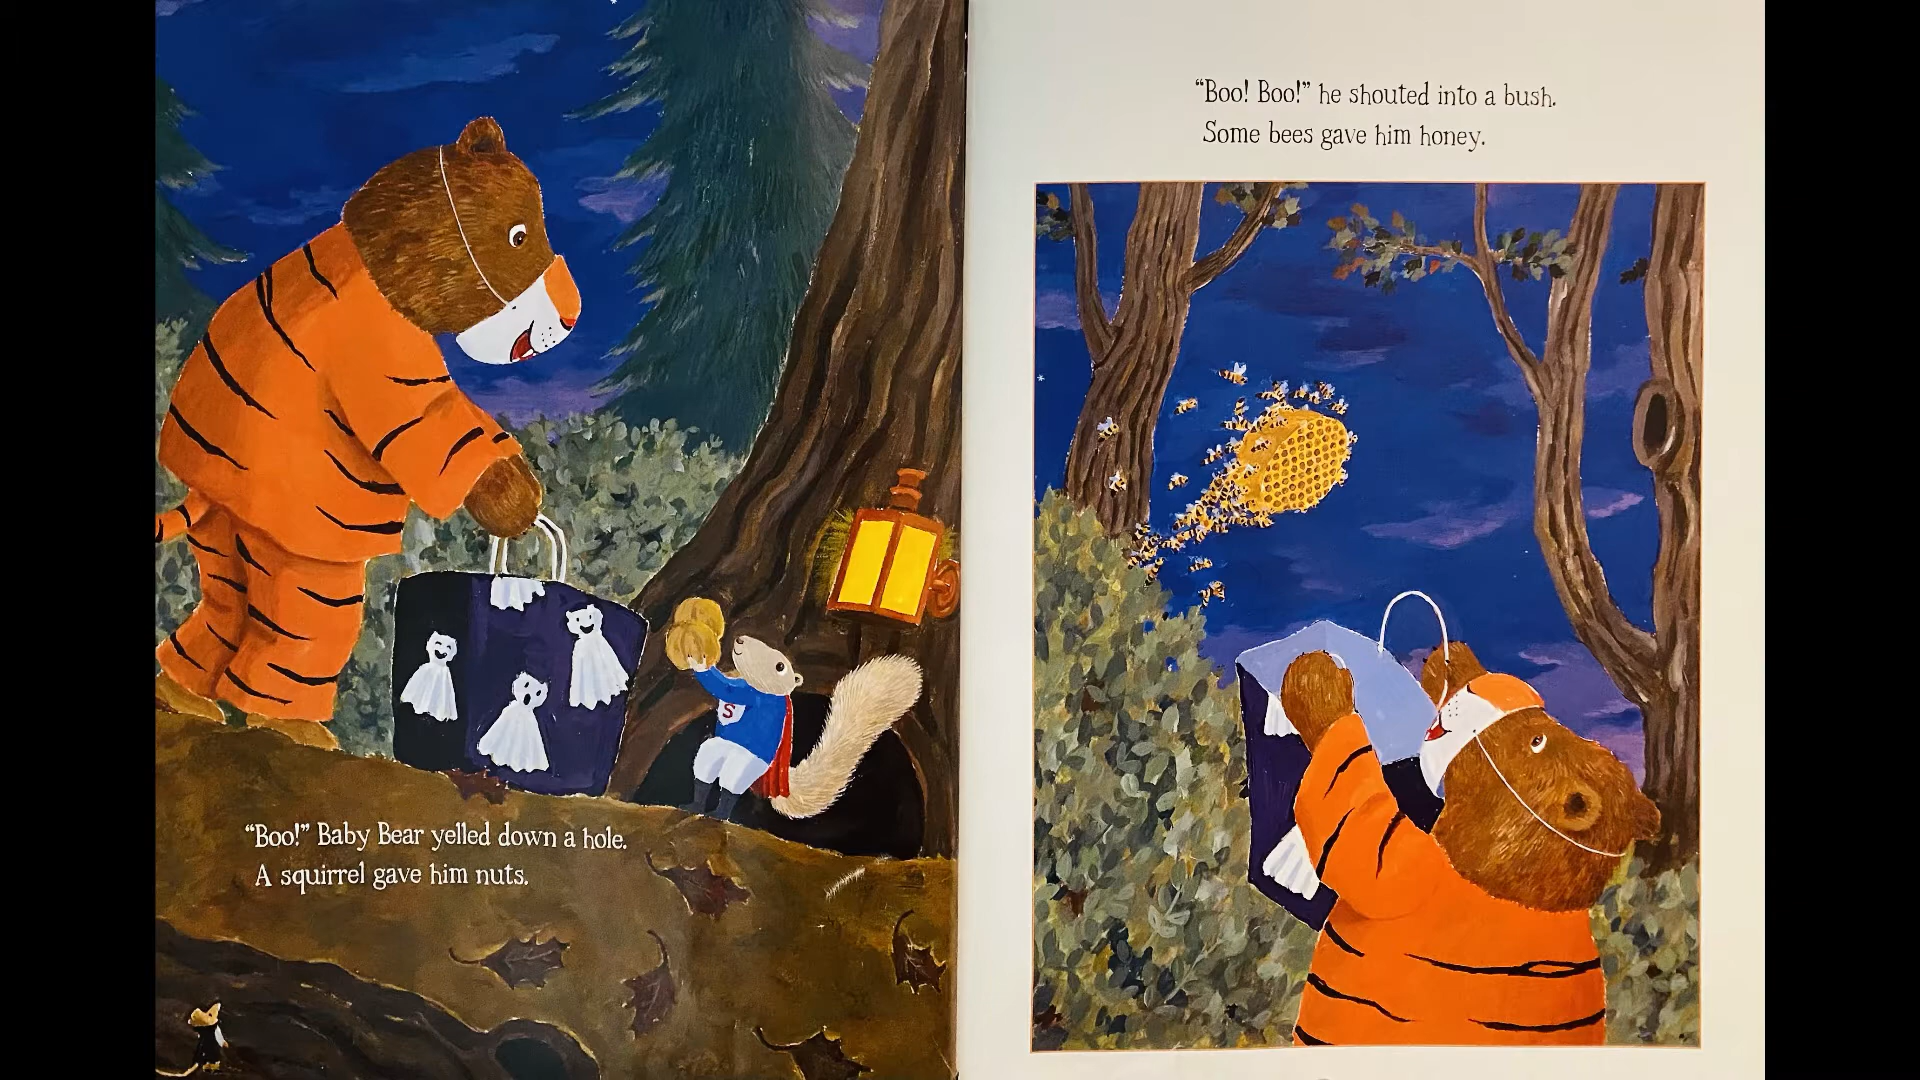 “Boo!” Baby Bear yelled down a hole.
A squirrel gave him nuts.
S
“Boo! Boo!” he shouted into a bush.
Some bees gave him honey.